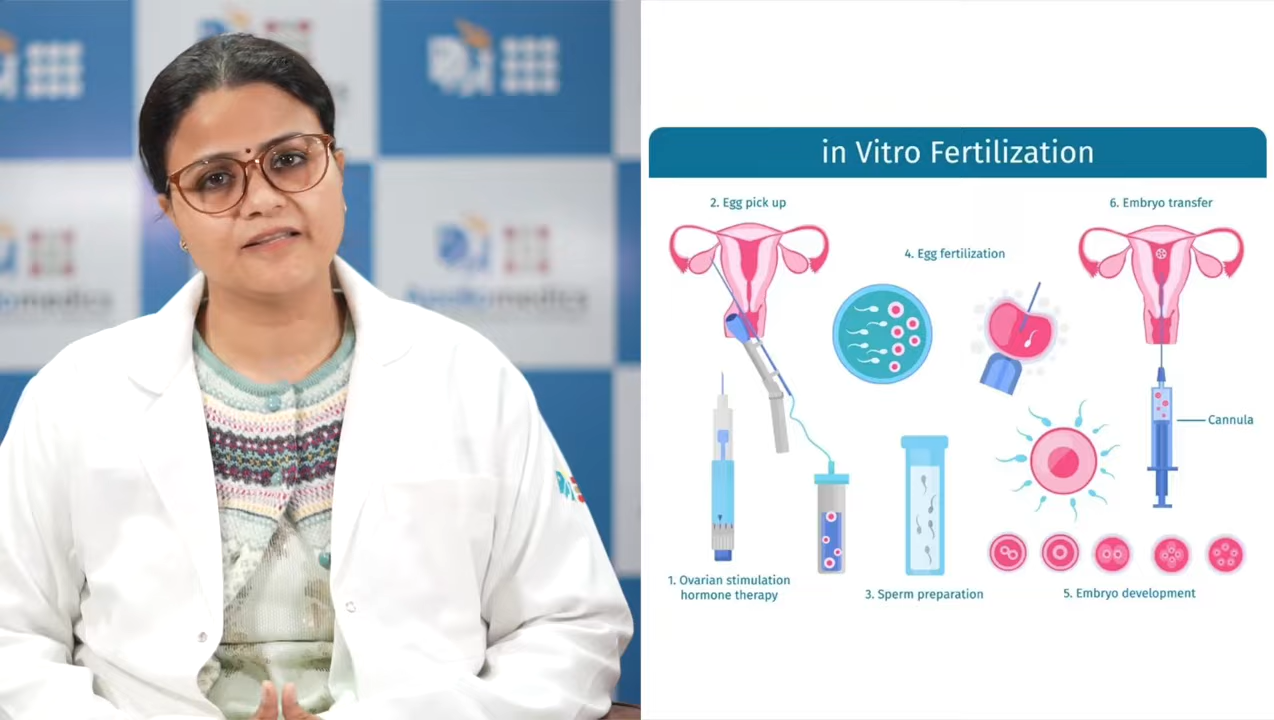 in Vitro Fertilization
2. Egg pick up
6. Embryo transfer
4. Egg fertilization
Cannula
1. Ovarian stimulation
hormone therapy
3. Sperm preparation
5. Embryo development